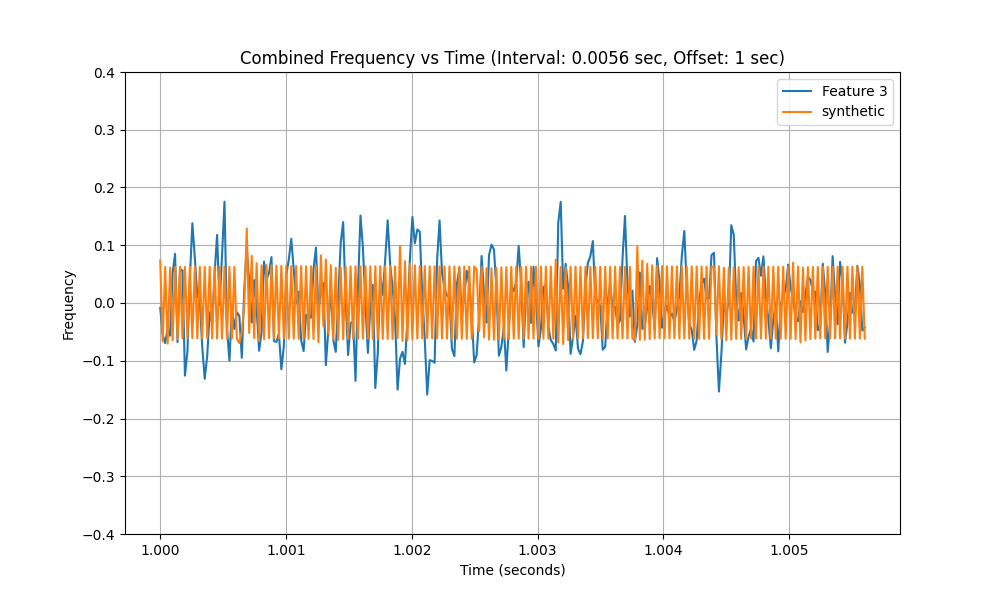 Combined Frequency vs Time (Interval: 0.0056 sec, Offset: 1 sec)
Feature 3
synthetic
0.4
0.3
0.2
0.1
0.0
−0.1
−0.2
−0.3
−0.4
Frequency
1.000 1.001 1.002 1.003 1.004 1.005
Time (seconds)